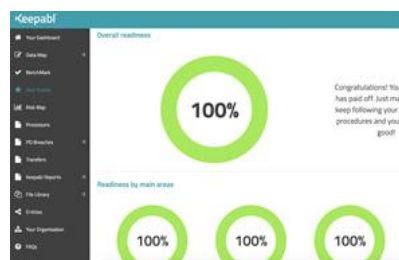 Keepabl
Your Dashboard
Data Map
BenchMark
Risk Map
Processors
PD Breaches
Transfers
Keepabl Reports
File Library
Entities
Your Organisation
FAQs
Overall readiness
100%
Congratulations! You
has paid off. Just ma
keep following your
procedures and you
good!
Readiness by main areas
100%
100%
100%